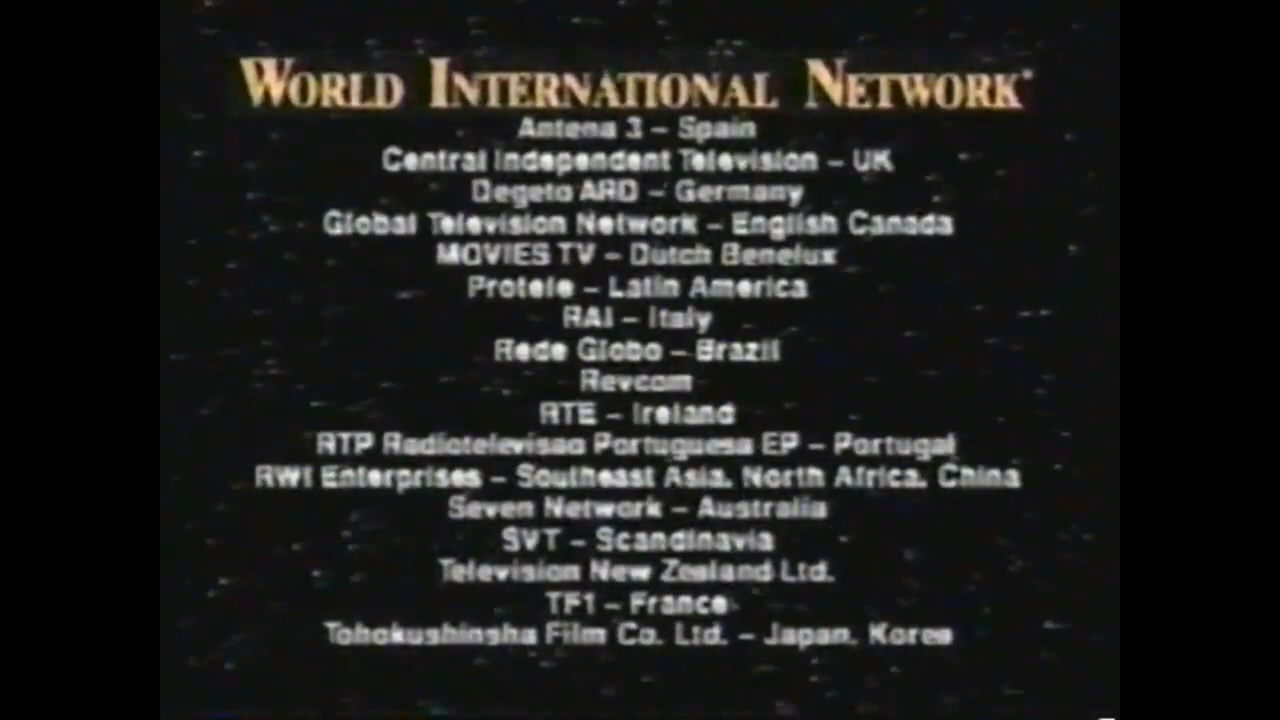 WORLD INTERNATIONAL NETWORK
Antena 3 – Spain
Central Independent Television – UK
Degeto ARD – Germany
Global Television Network – English Canada
MOVIES TV – Dutch Benelux
Protele – Latin America
RAI – Italy
Rede Globo – Brazil
Revcom
RTE – Ireland
RTP Radiotelevisao Portuguesa EP – Portugal
RWI Enterprises – Southeast Asia, North Africa, China
Seven Network – Australia
SVT – Scandinavia
Television New Zealand Ltd.
TF1 – France
Tohokushinsha Film Co. Ltd. – Japan, Korea